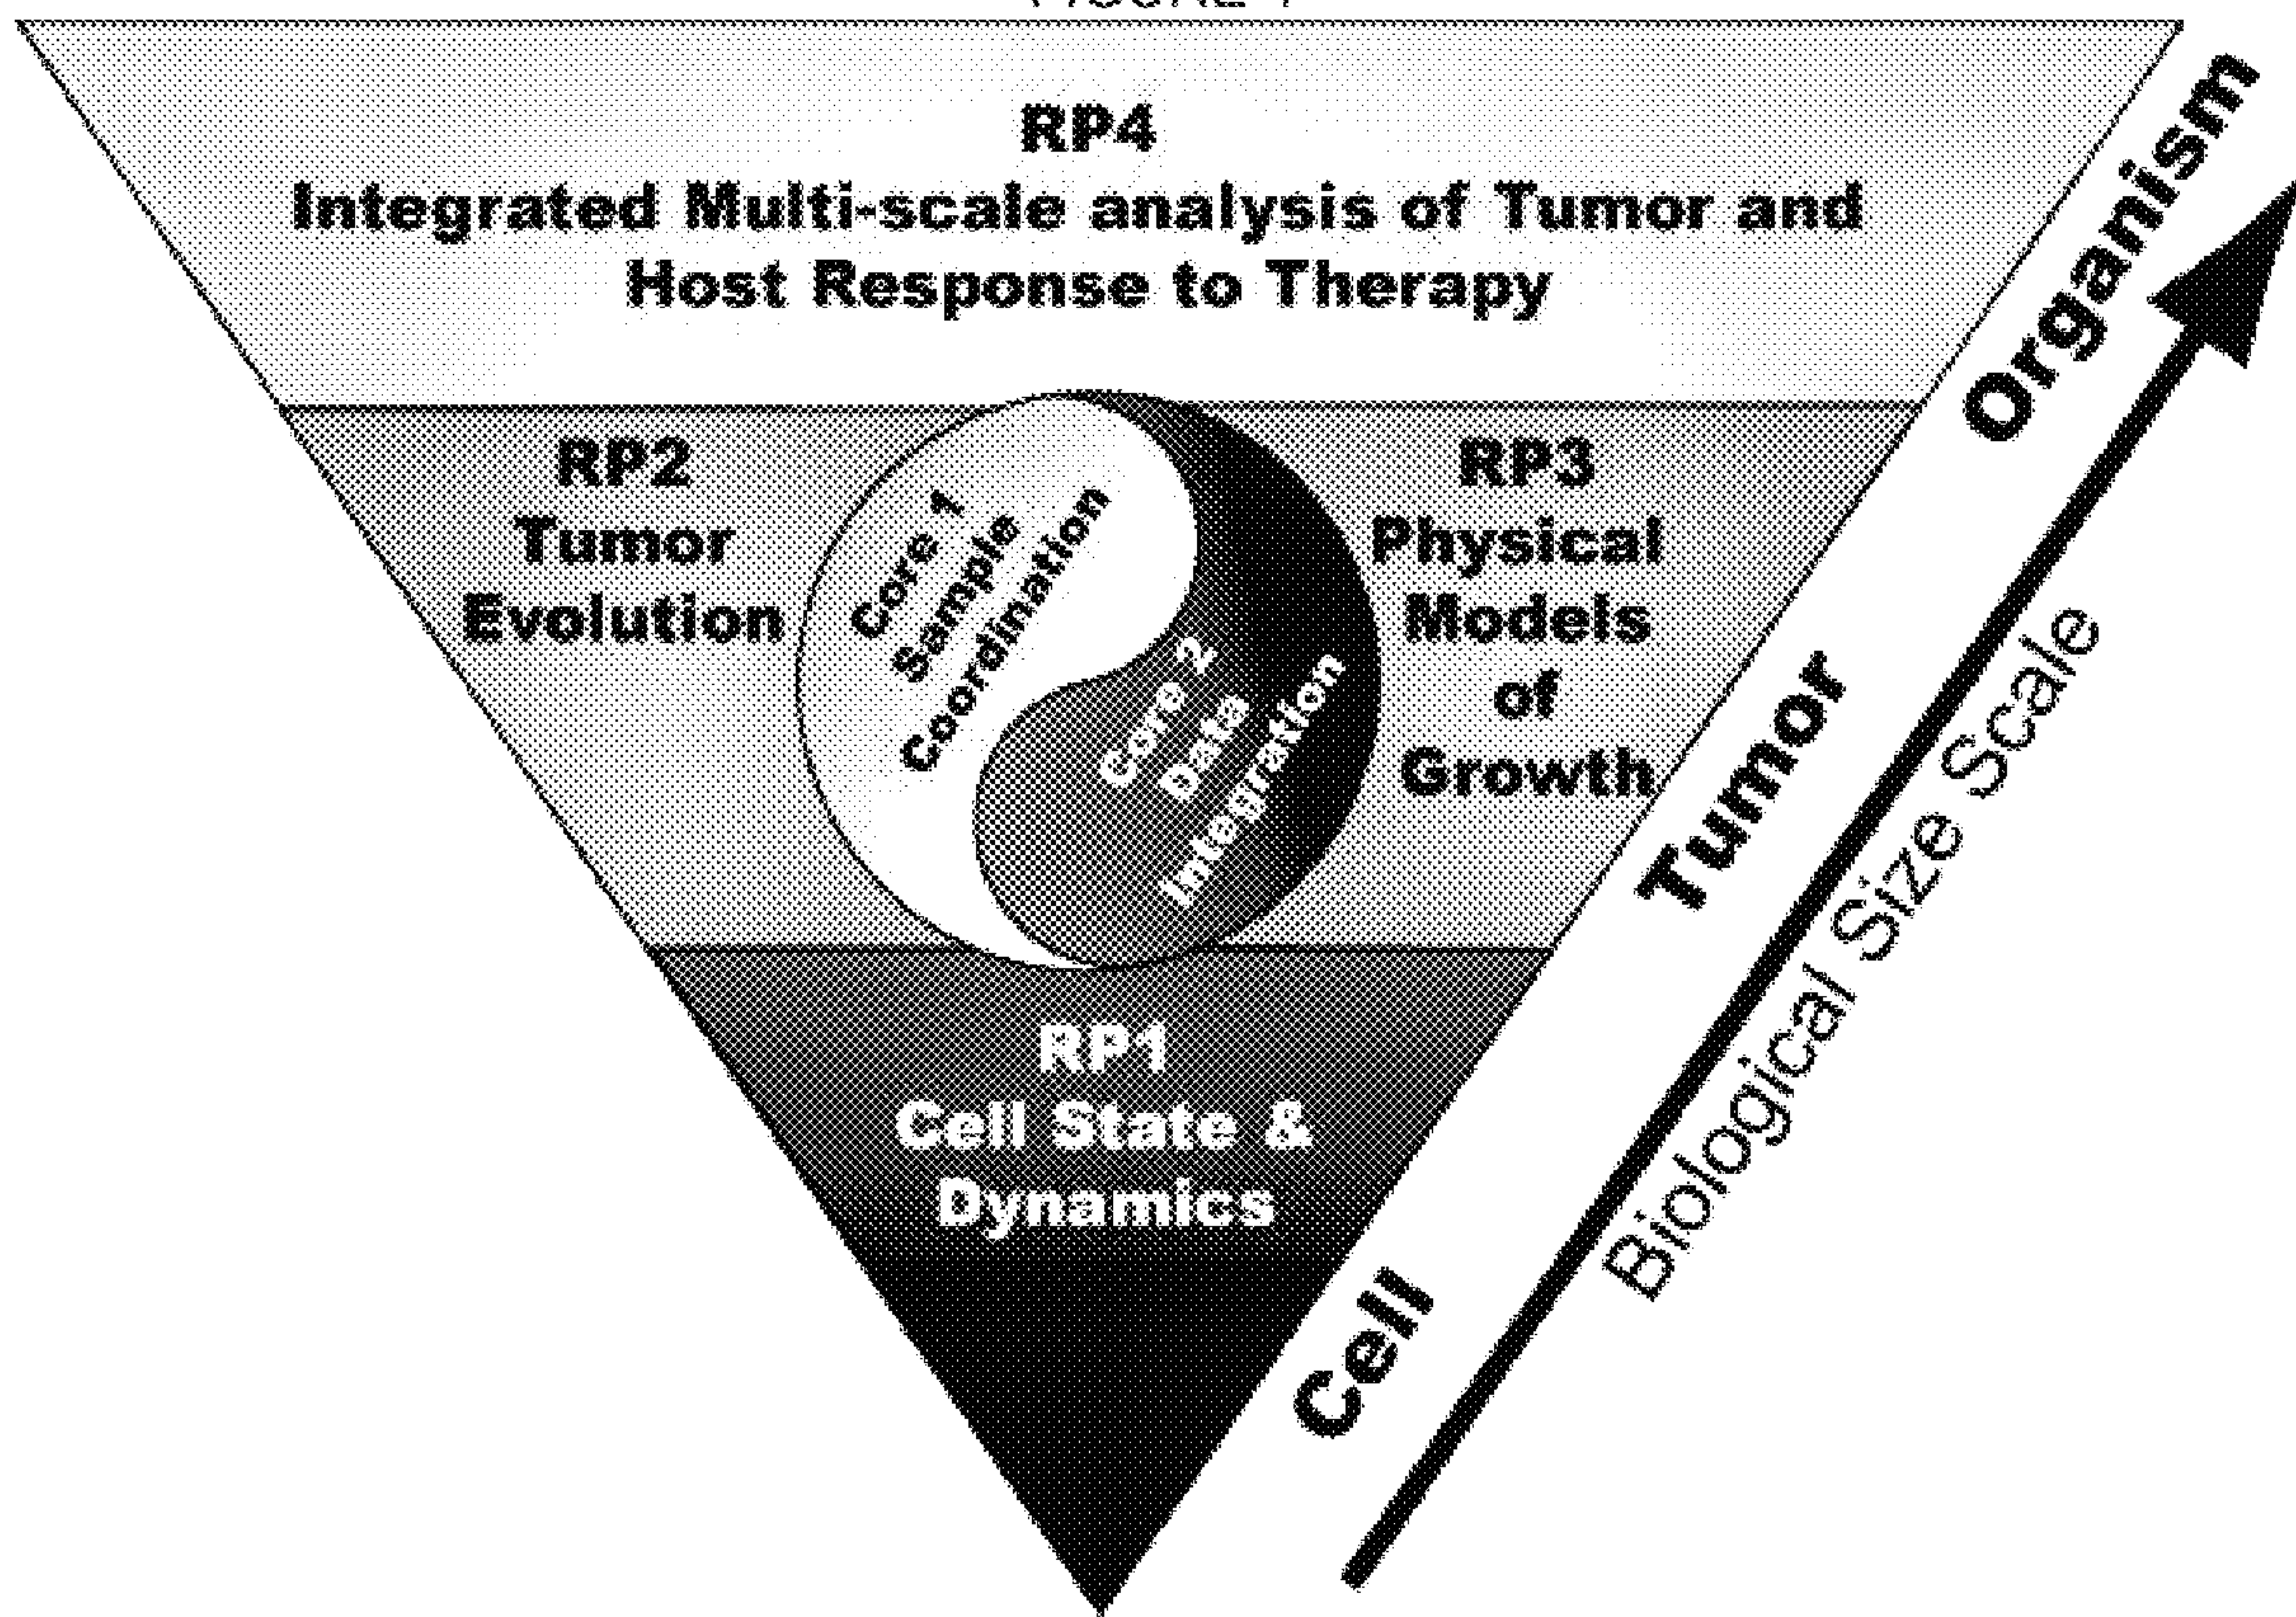 RP4
Integrated Multi-scale analysis of Tumor and
Host Response to Therapy
RP2
Tumor
Evolution
Core 1
Sample
Coordination
Core 2
Data
Integration
RP3
Physical
Models
of
Growth
RP1
Cell State &
Dynamics
Cell
Tumor
Organism
Biological Size Scale